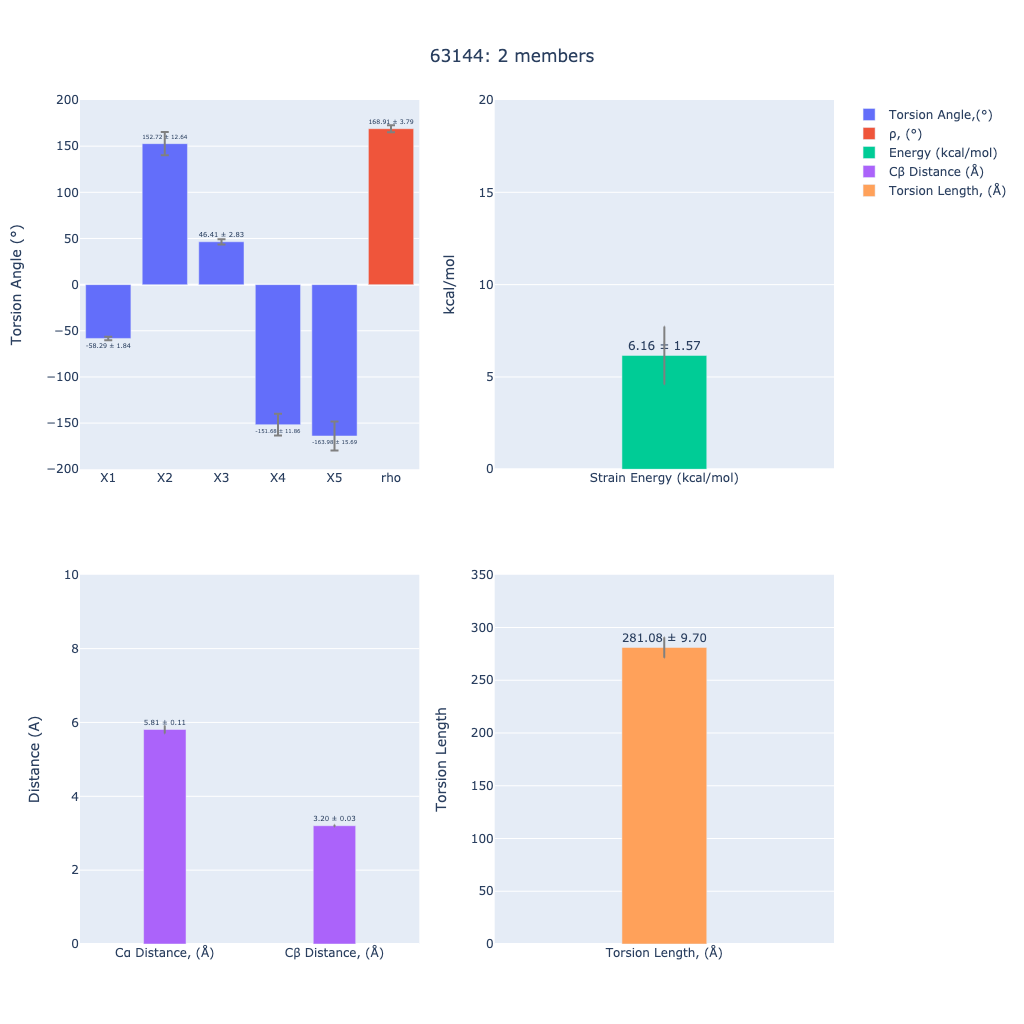 63144: 2 members
Torsion Angle (°)
200
150
100
50
0
−50
−100
−150
−200
-58.29 ± 1.84
152.72 ± 12.64
46.41 ± 2.83
-151.68 ± 11.86
-163.98 ± 15.69
168.91 ± 3.79
X1 X2 X3 X4 X5 rho
kcal/mol
20
15
10
5
0
6.16 ± 1.57
Strain Energy (kcal/mol)
Torsion Angle,(°)
ρ, (°)
Energy (kcal/mol)
Cβ Distance (Å)
Torsion Length, (Å)
Distance (A)
10
8
6
4
2
0
5.81 ± 0.11
3.20 ± 0.03
Cα Distance, (Å) Cβ Distance, (Å)
Torsion Length
350
300
250
200
150
100
50
0
281.08 ± 9.70
Torsion Length, (Å)